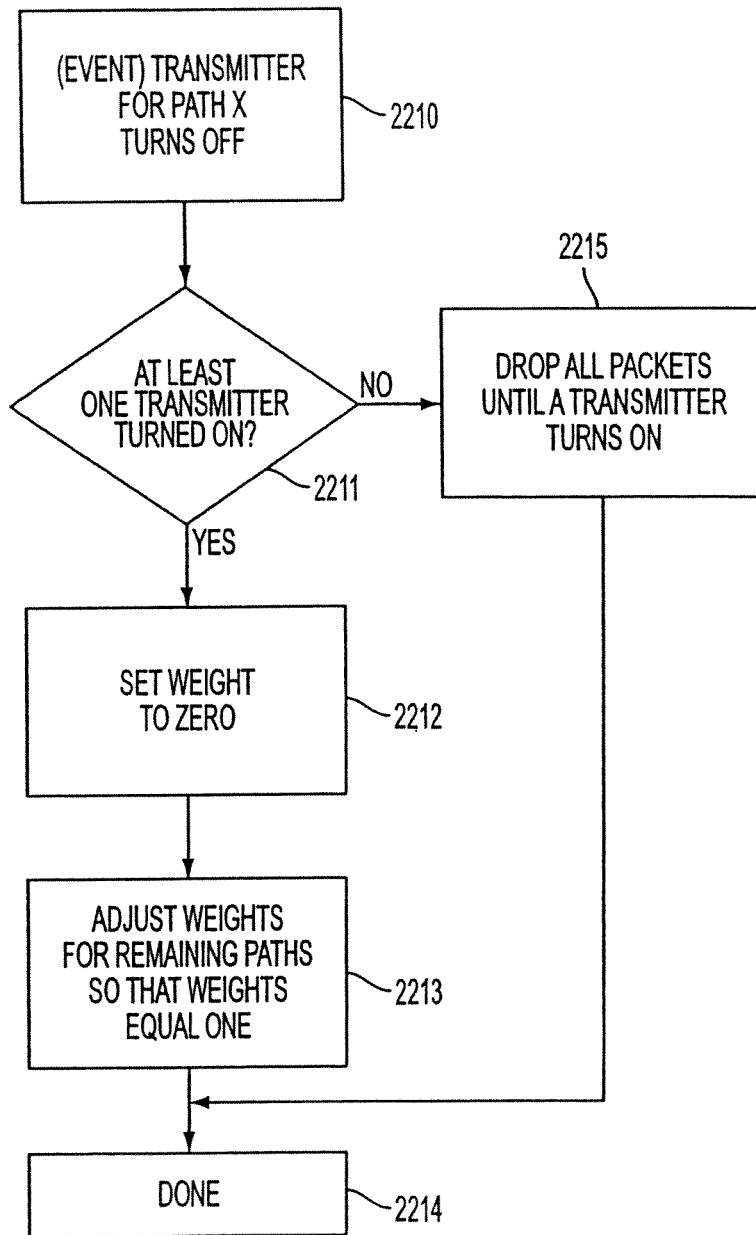 (EVENT) TRANSMITTER
FOR PATH X
TURNS OFF
2210
2215
AT LEAST
ONE TRANSMITTER
TURNED ON?
NO
DROP ALL PACKETS
UNTIL A TRANSMITTER
TURNS ON
2211
YES
SET WEIGHT
TO ZERO
2212
ADJUST WEIGHTS
FOR REMAINING PATHS
SO THAT WEIGHTS
EQUAL ONE
2213
DONE
2214